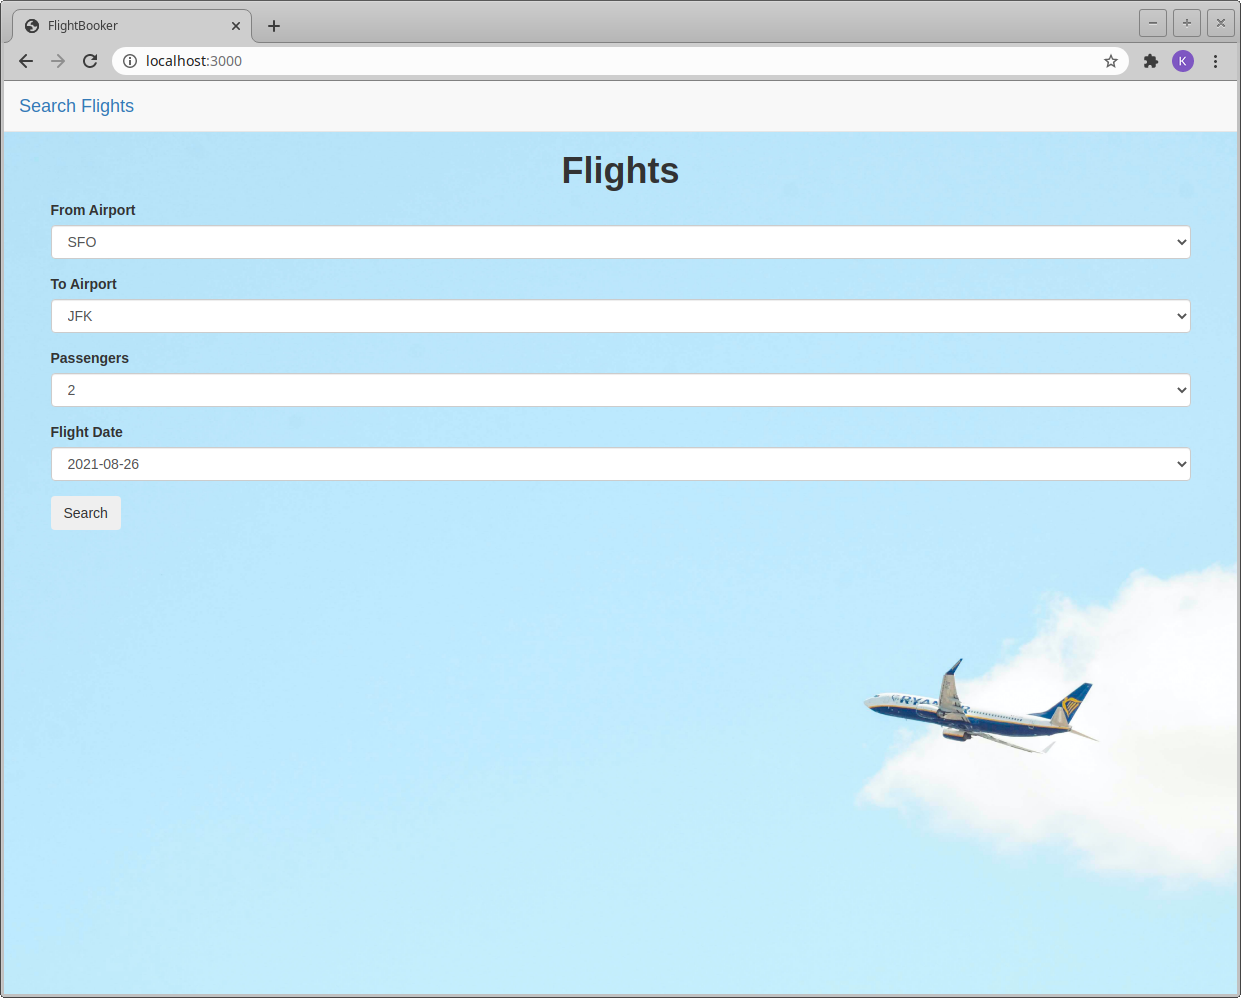 FlightBooker
localhost:3000
K
Search Flights
Flights
From Airport
SFO
To Airport
JFK
Passengers
2
Flight Date
2021-08-26
Search